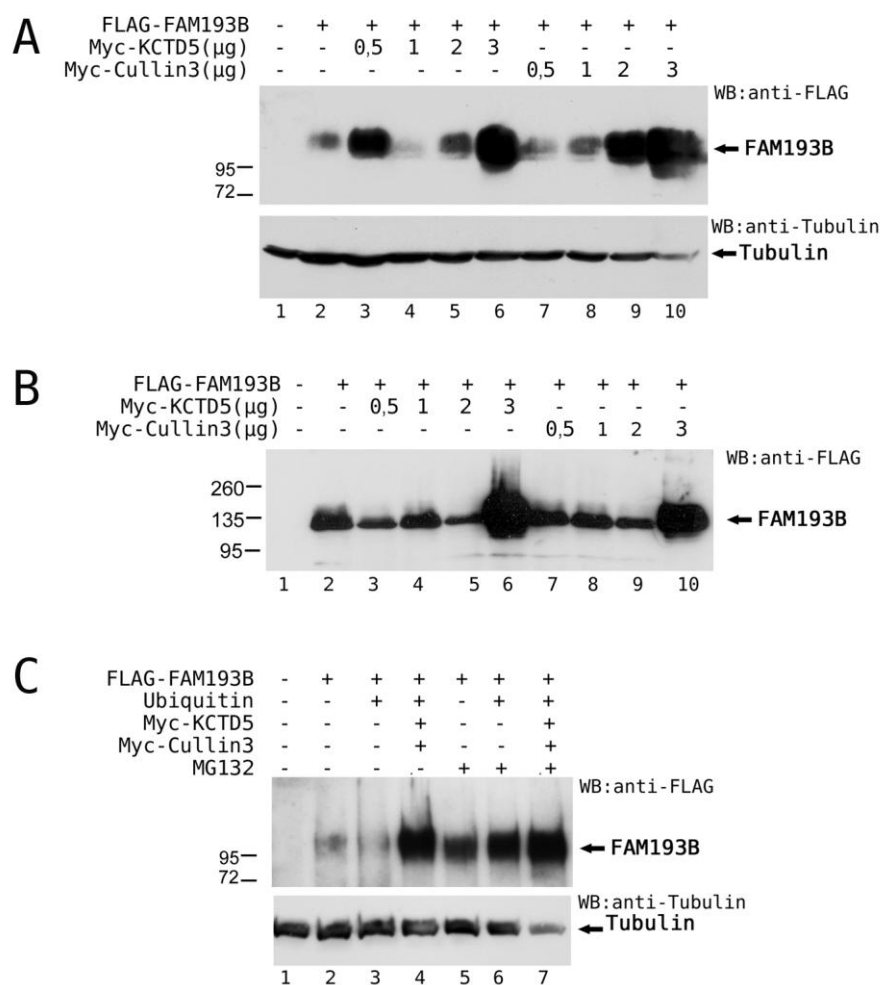 A
FLAG-FAM193B - + + + + + + + + +
Myc-KCTD5(µg) - - 0,5 1 2 3 - - - -
Myc-Cullin3(µg) - - - - - - 0,5 1 2 3
WB:anti-FLAG
FAM193B
95
72
WB:anti-Tubulin
Tubulin
1 2 3 4 5 6 7 8 9 10
B
FLAG-FAM193B - + + + + + + + + +
Myc-KCTD5(µg) - - 0,5 1 2 3 - - - -
Myc-Cullin3(µg) - - - - - - 0,5 1 2 3
WB:anti-FLAG
260
135
FAM193B
95
1 2 3 4 5 6 7 8 9 10
C
FLAG-FAM193B - + + + + + +
Ubiquitin - - + + - + +
Myc-KCTD5 - - - + - - +
Myc-Cullin3 - - - + - - +
MG132 - - - - + + +
WB:anti-FLAG
FAM193B
95
72
WB:anti-Tubulin
Tubulin
1 2 3 4 5 6 7